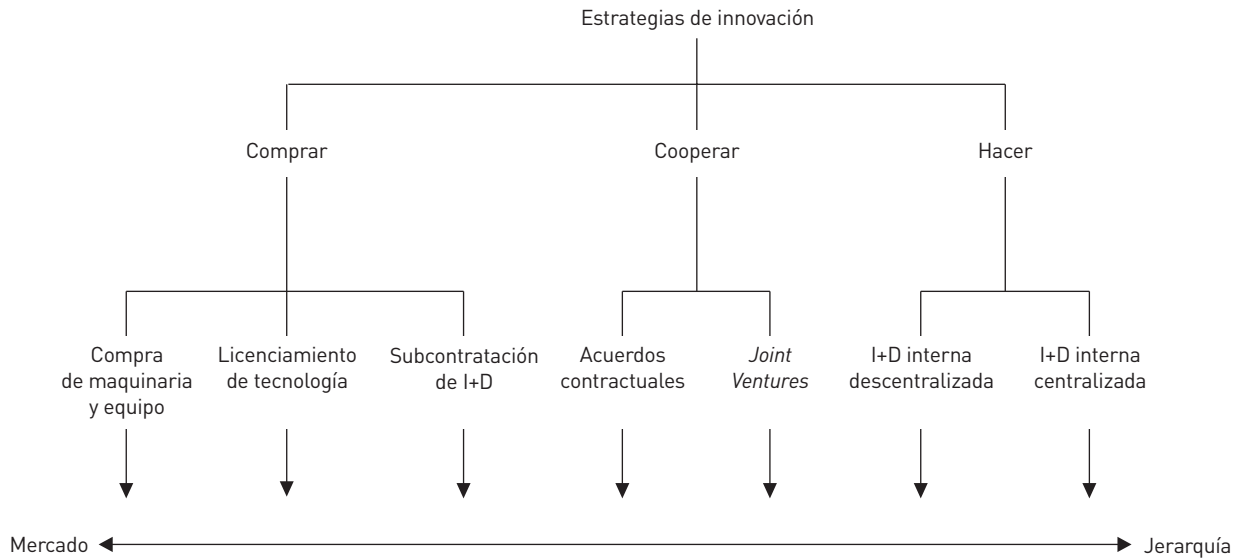 Estrategias de innovación
Comprar
Cooperar
Hacer
Compra
de maquinaria
y equipo
Licenciamiento
de tecnología
Subcontratación
de I+D
Acuerdos
contractuales
Joint
Ventures
I+D interna
descentralizada
I+D interna
centralizada
Mercado
Jerarquía